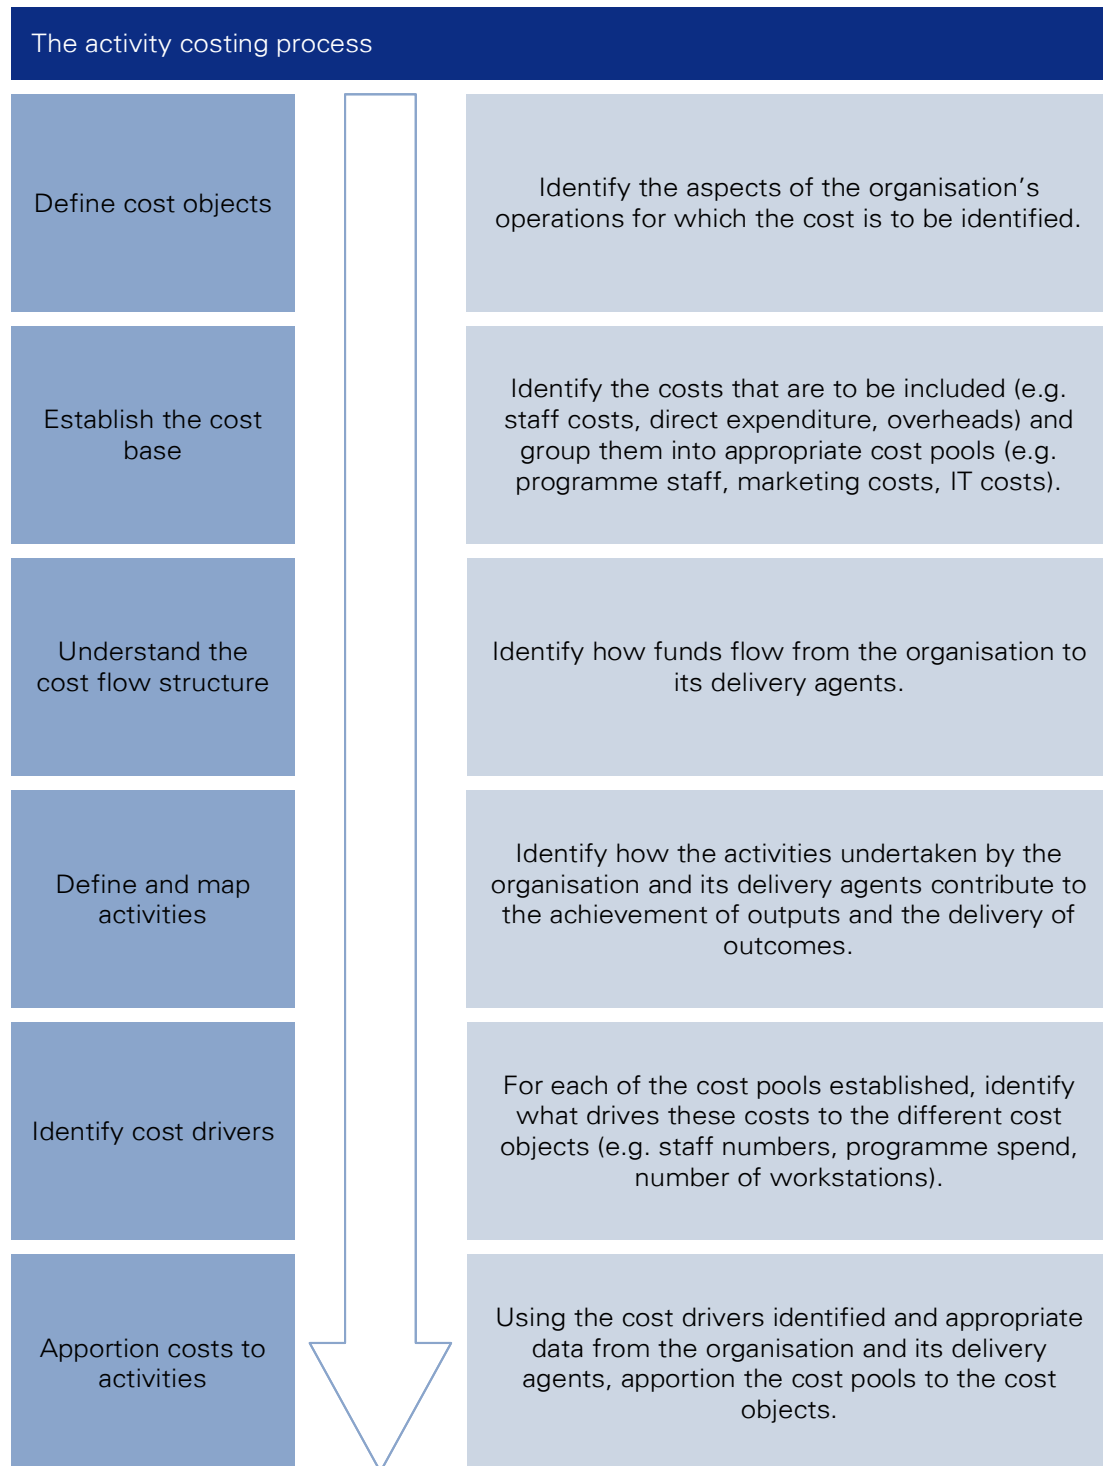 The activity costing process
Define cost objects
Identify the aspects of the organisation’s
operations for which the cost is to be identified.
Establish the cost
base
Identify the costs that are to be included (e.g.
staff costs, direct expenditure, overheads) and
group them into appropriate cost pools (e.g.
programme staff, marketing costs, IT costs).
Understand the
cost flow structure
Identify how funds flow from the organisation to
its delivery agents.
Define and map
activities
Identify how the activities undertaken by the
organisation and its delivery agents contribute to
the achievement of outputs and the delivery of
outcomes.
Identify cost drivers
For each of the cost pools established, identify
what drives these costs to the different cost
objects (e.g. staff numbers, programme spend,
number of workstations).
Apportion costs to
activities
Using the cost drivers identified and appropriate
data from the organisation and its delivery
agents, apportion the cost pools to the cost
objects.